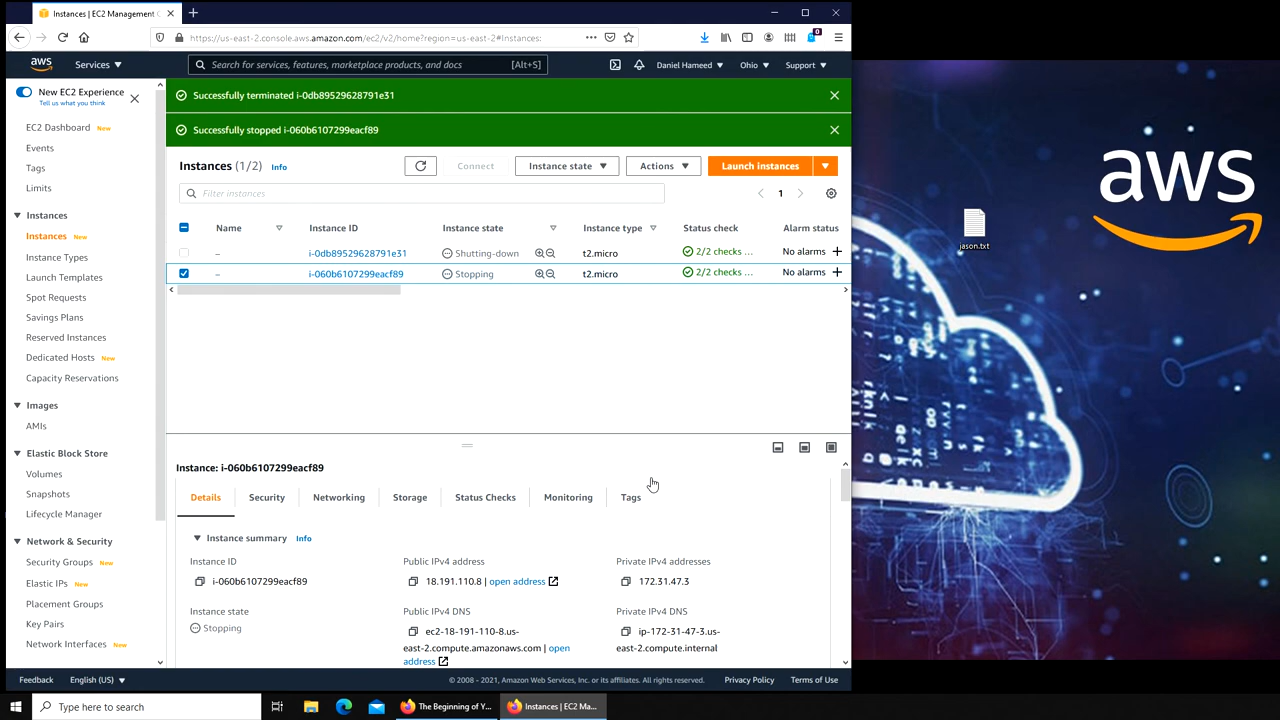 Instances | EC2 Management C
https://us-east-2.console.aws.amazon.com/ec2/v2/home?region=us-east-2#Instances:
0
aws
Services
Search for services, features, marketplace products, and docs
[Alt+S]
Daniel Hameed
Ohio
Support
New EC2 Experience
Tell us what you think
EC2 Dashboard New
Events
Tags
Limits
Instances
Instances New
Instance Types
Launch Templates
Spot Requests
Savings Plans
Reserved Instances
Dedicated Hosts New
Capacity Reservations
Images
AMIs
Elastic Block Store
Volumes
Snapshots
Lifecycle Manager
Network & Security
Security Groups New
Elastic IPs New
Placement Groups
Key Pairs
Network Interfaces New
Successfully terminated i-0db89529628791e31
Successfully stopped i-060b6107299eacf89
Instances (1/2) Info
Connect
Instance state
Actions
Launch instances
Filter instances
1
Name Instance ID Instance state Instance type Status check Alarm status
– i-0db89529628791e31 Shutting-down t2.micro 2/2 checks ... No alarms +
– i-060b6107299eacf89 Stopping t2.micro 2/2 checks ... No alarms +
Instance: i-060b6107299eacf89
Details Security Networking Storage Status Checks Monitoring Tags
Instance summary Info
Instance ID
i-060b6107299eacf89
Public IPv4 address
18.191.110.8 | open address
Private IPv4 addresses
172.31.47.3
Instance state
Stopping
Public IPv4 DNS
ec2-18-191-110-8.us-
east-2.compute.amazonaws.com | open
address
Private IPv4 DNS
ip-172-31-47-3.us-
east-2.compute.internal
Feedback
English (US)
© 2008 - 2021, Amazon Web Services, Inc. or its affiliates. All rights reserved.
Privacy Policy
Terms of Use
Type here to search
The Beginning of Y...
Instances | EC2 Ma...
aws
jason.txt